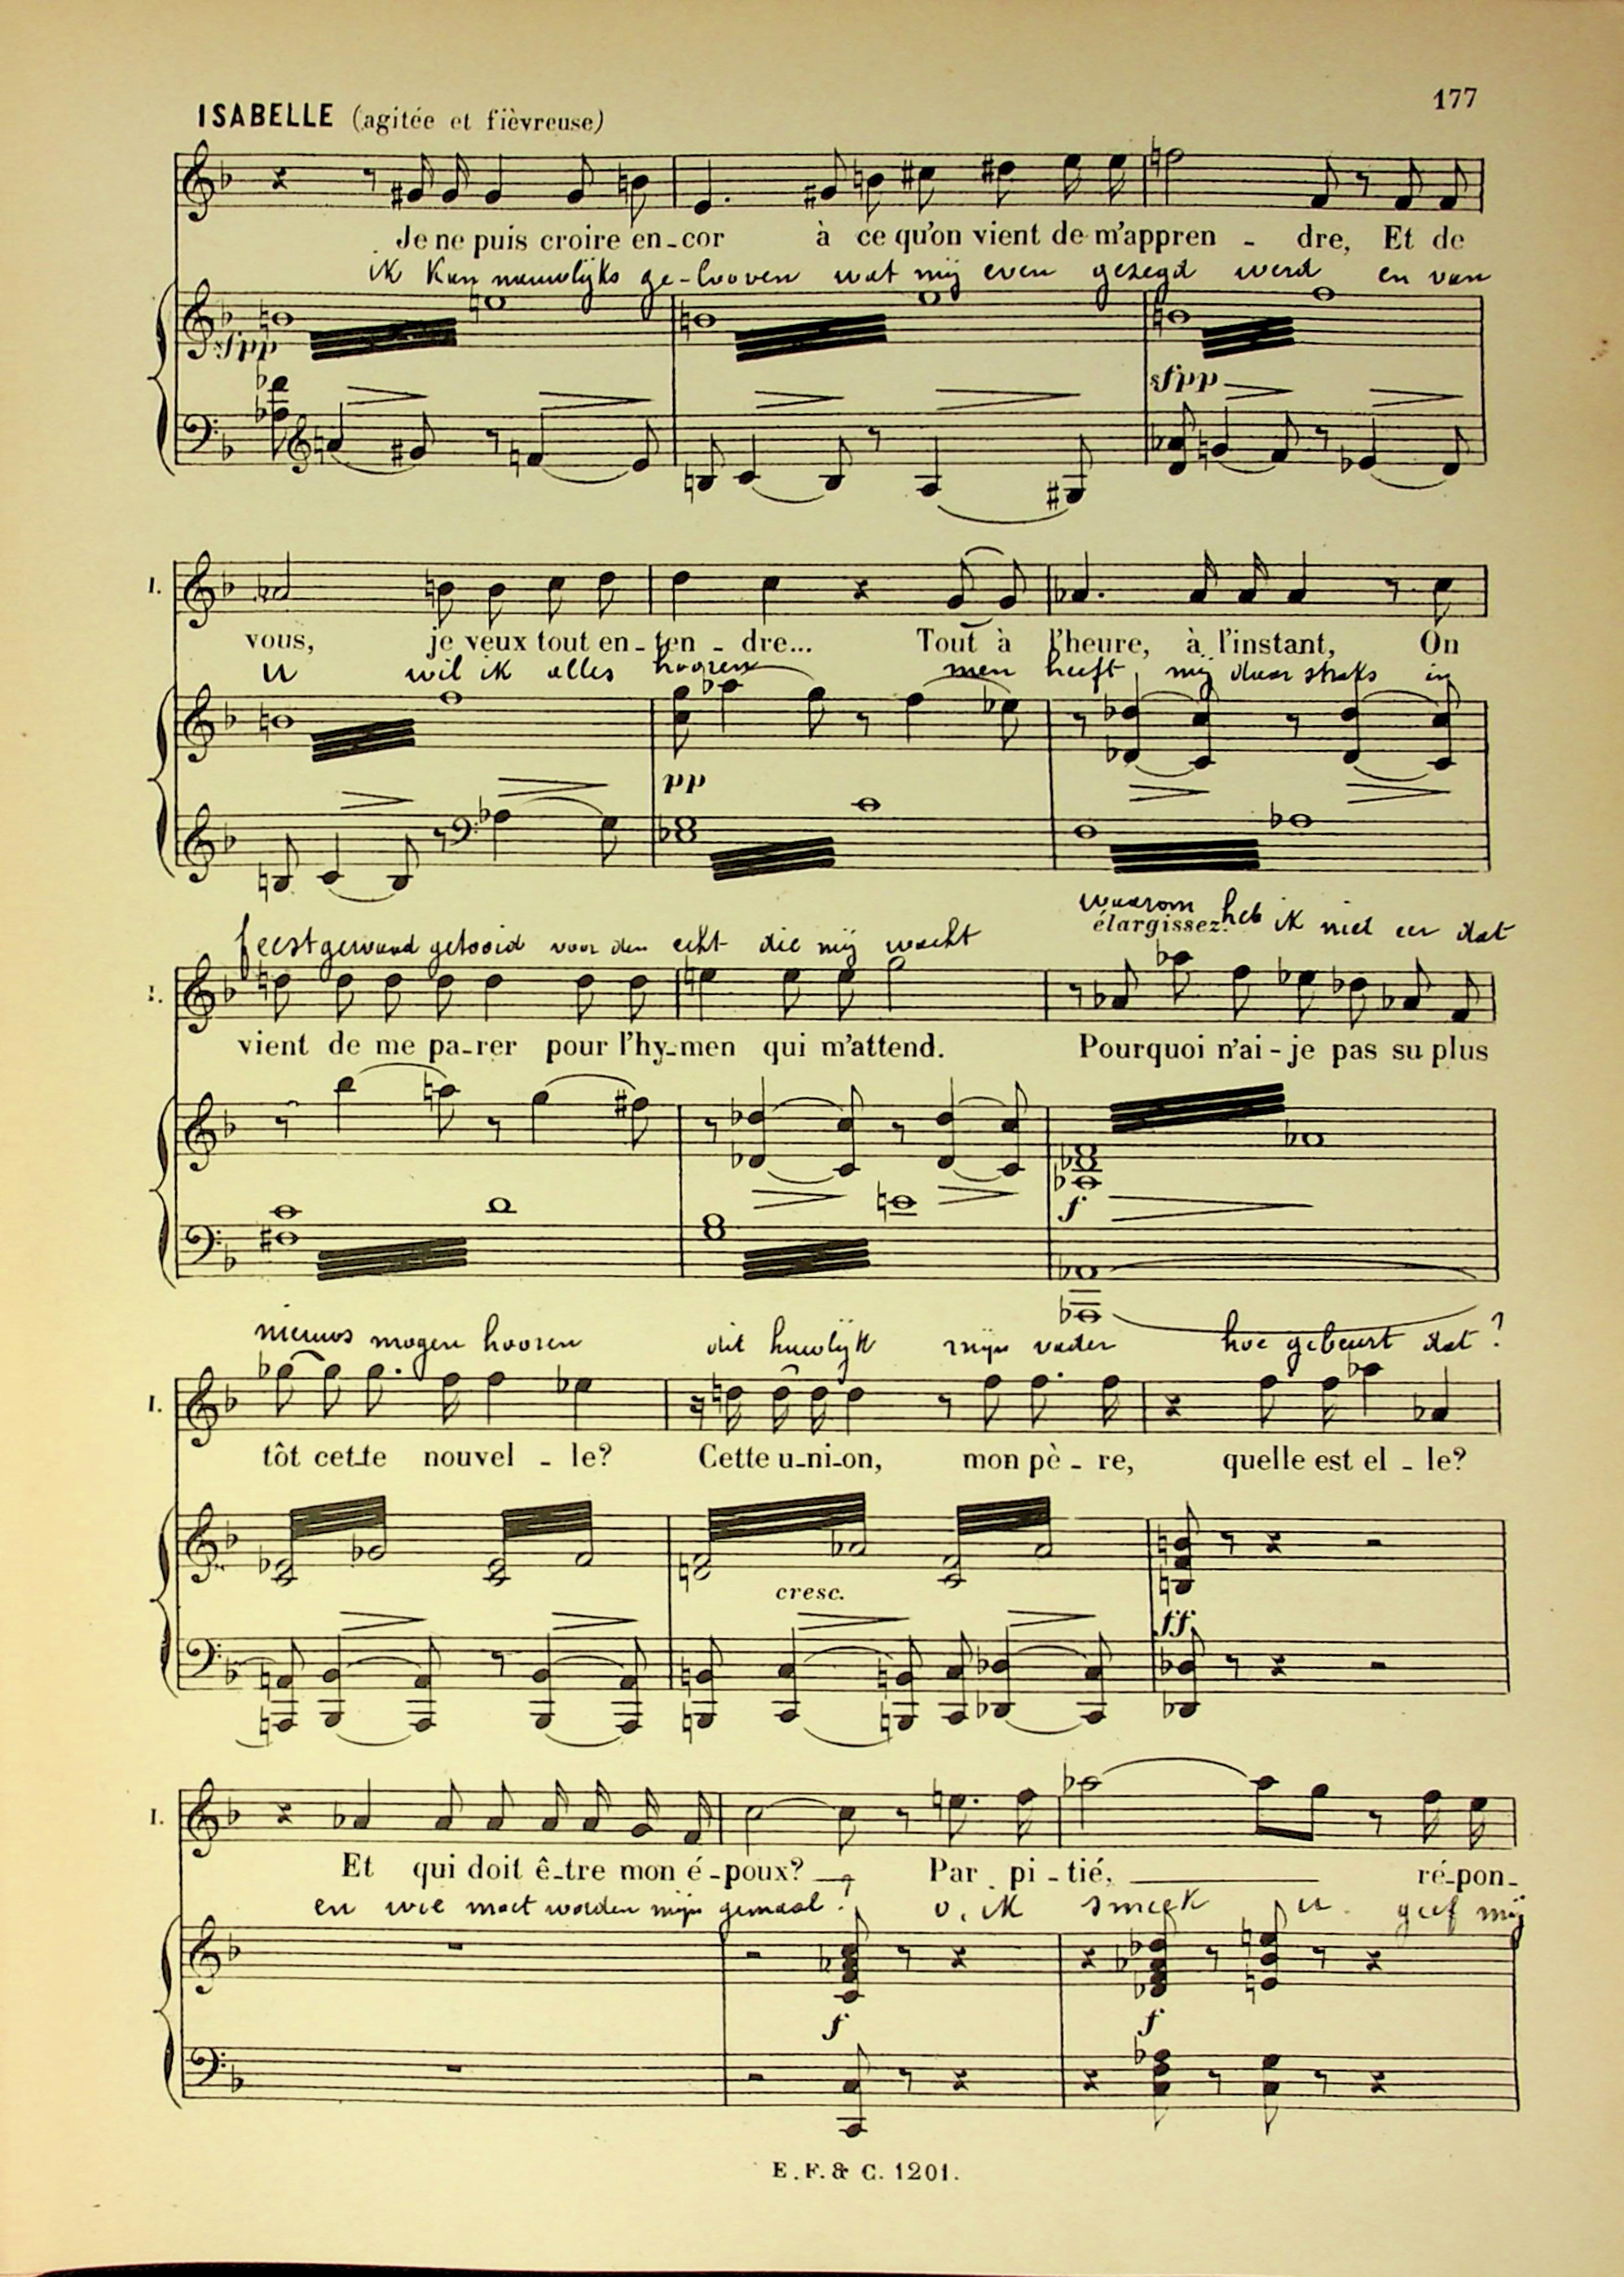 177
ISABELLE (agitée et fièvreuse)
Je ne puis croire en-cor à ce qu'on vient de m'appren - dre, Et de
ik kan nauwlijks ge-looven wat mij even gezegd werd en van
sfpp
sfpp
I.
vous, je veux tout en-ten - dre... Tout à l'heure, à l'instant, On
u wil ik alles hooren men heeft mij daar straks in
pp
waarom heb ik niet eer dat
élargissez.
feestgewaad getooid voor den echt die mij wacht
I.
vient de me pa-rer pour l'hy-men qui m'attend. Pourquoi n'ai-je pas su plus
f
nieuws mogen hooren dit huwlijk mijn vader hoe gebeurt dat?
I.
tôt cet-te nouvel - le? Cette u-ni-on, mon pè - re, quelle est el - le?
cresc.
ff
I.
Et qui doit ê-tre mon é-poux? Par pi-tié, ré-pon-
en wie moet worden mijn gemaal? o, ik smeek u geef mij
f f
E. F. & C. 1201.